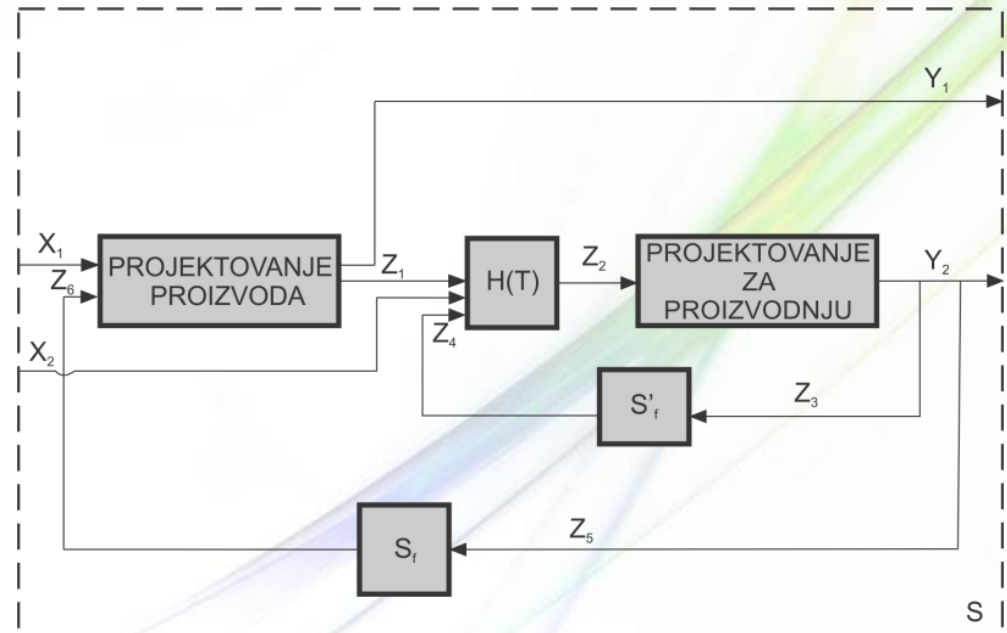 Y₁
X₁
PROJEKTOVANJE
PROIZVODA
Z₆
Z₁
H(T)
Z₂
PROJEKTOVANJE
ZA
PROIZVODNJU
Y₂
X₂
Z₄
S'f
Z₃
Sf
Z₅
S